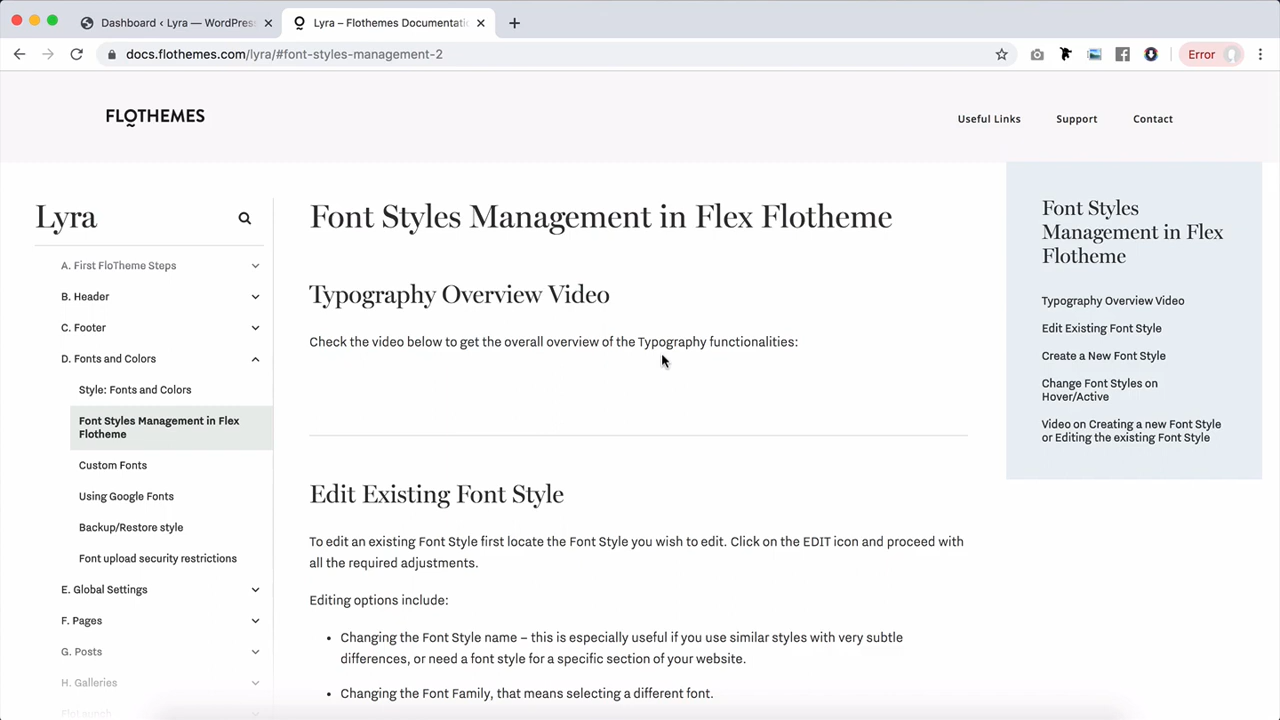 Dashboard ‹ Lyra — WordPress
Lyra – Flothemes Documentatio
docs.flothemes.com/lyra/#font-styles-management-2
Error
FLOTHEMES
Useful Links
Support
Contact
Lyra
A. First FloTheme Steps
B. Header
C. Footer
D. Fonts and Colors
Style: Fonts and Colors
Font Styles Management in Flex
Flotheme
Custom Fonts
Using Google Fonts
Backup/Restore style
Font upload security restrictions
E. Global Settings
F. Pages
G. Posts
H. Galleries
Font Styles Management in Flex Flotheme
Typography Overview Video
Check the video below to get the overall overview of the Typography functionalities:
Edit Existing Font Style
To edit an existing Font Style first locate the Font Style you wish to edit. Click on the EDIT icon and proceed with
all the required adjustments.
Editing options include:
• Changing the Font Style name – this is especially useful if you use similar styles with very subtle
differences, or need a font style for a specific section of your website.
• Changing the Font Family, that means selecting a different font.
Font Styles
Management in Flex
Flotheme
Typography Overview Video
Edit Existing Font Style
Create a New Font Style
Change Font Styles on
Hover/Active
Video on Creating a new Font Style
or Editing the existing Font Style